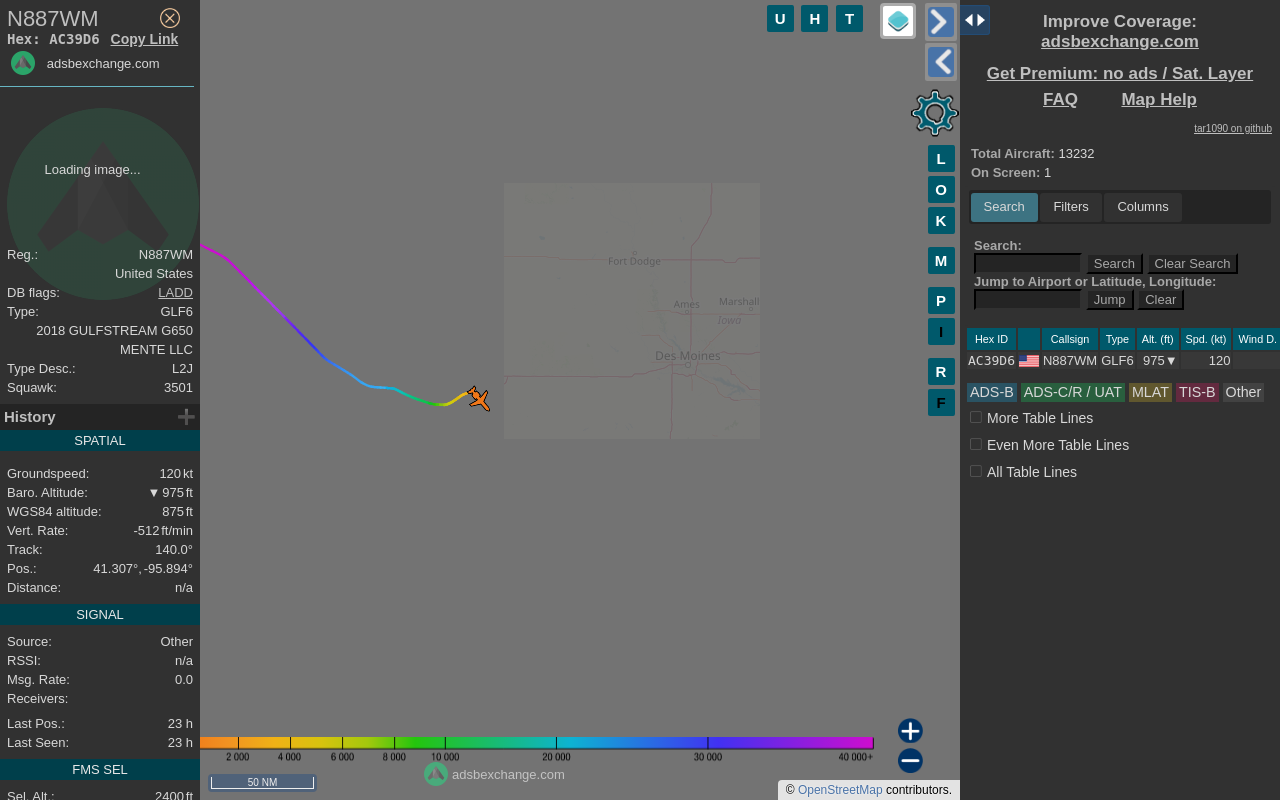 N887WM
Hex: AC39D6 Copy Link
adsbexchange.com
Loading image...
Reg.: N887WM
United States
DB flags: LADD
Type: GLF6
2018 GULFSTREAM G650
MENTE LLC
Type Desc.: L2J
Squawk: 3501
History
SPATIAL
Groundspeed: 120 kt
Baro. Altitude: ▼ 975 ft
WGS84 altitude: 875 ft
Vert. Rate: -512 ft/min
Track: 140.0°
Pos.: 41.307°, -95.894°
Distance: n/a
SIGNAL
Source: Other
RSSI: n/a
Msg. Rate: 0.0
Receivers:
Last Pos.: 23 h
Last Seen: 23 h
FMS SEL
Sel. Alt.: 2400 ft
U H T
L
O
K
M
P
I
R
F
Fort Dodge
Ames
Marshall
Iowa
Des Moines
2 000 4 000 6 000 8 000 10 000 20 000 30 000 40 000+
adsbexchange.com
50 NM
© OpenStreetMap contributors.
Improve Coverage:
adsbexchange.com
Get Premium: no ads / Sat. Layer
FAQ Map Help
tar1090 on github
Total Aircraft: 13232
On Screen: 1
Search Filters Columns
Search:
Search Clear Search
Jump to Airport or Latitude, Longitude:
Jump Clear
Hex ID Callsign Type Alt. (ft) Spd. (kt) Wind D.
AC39D6 N887WM GLF6 975▼ 120
ADS-B ADS-C/R / UAT MLAT TIS-B Other
More Table Lines
Even More Table Lines
All Table Lines